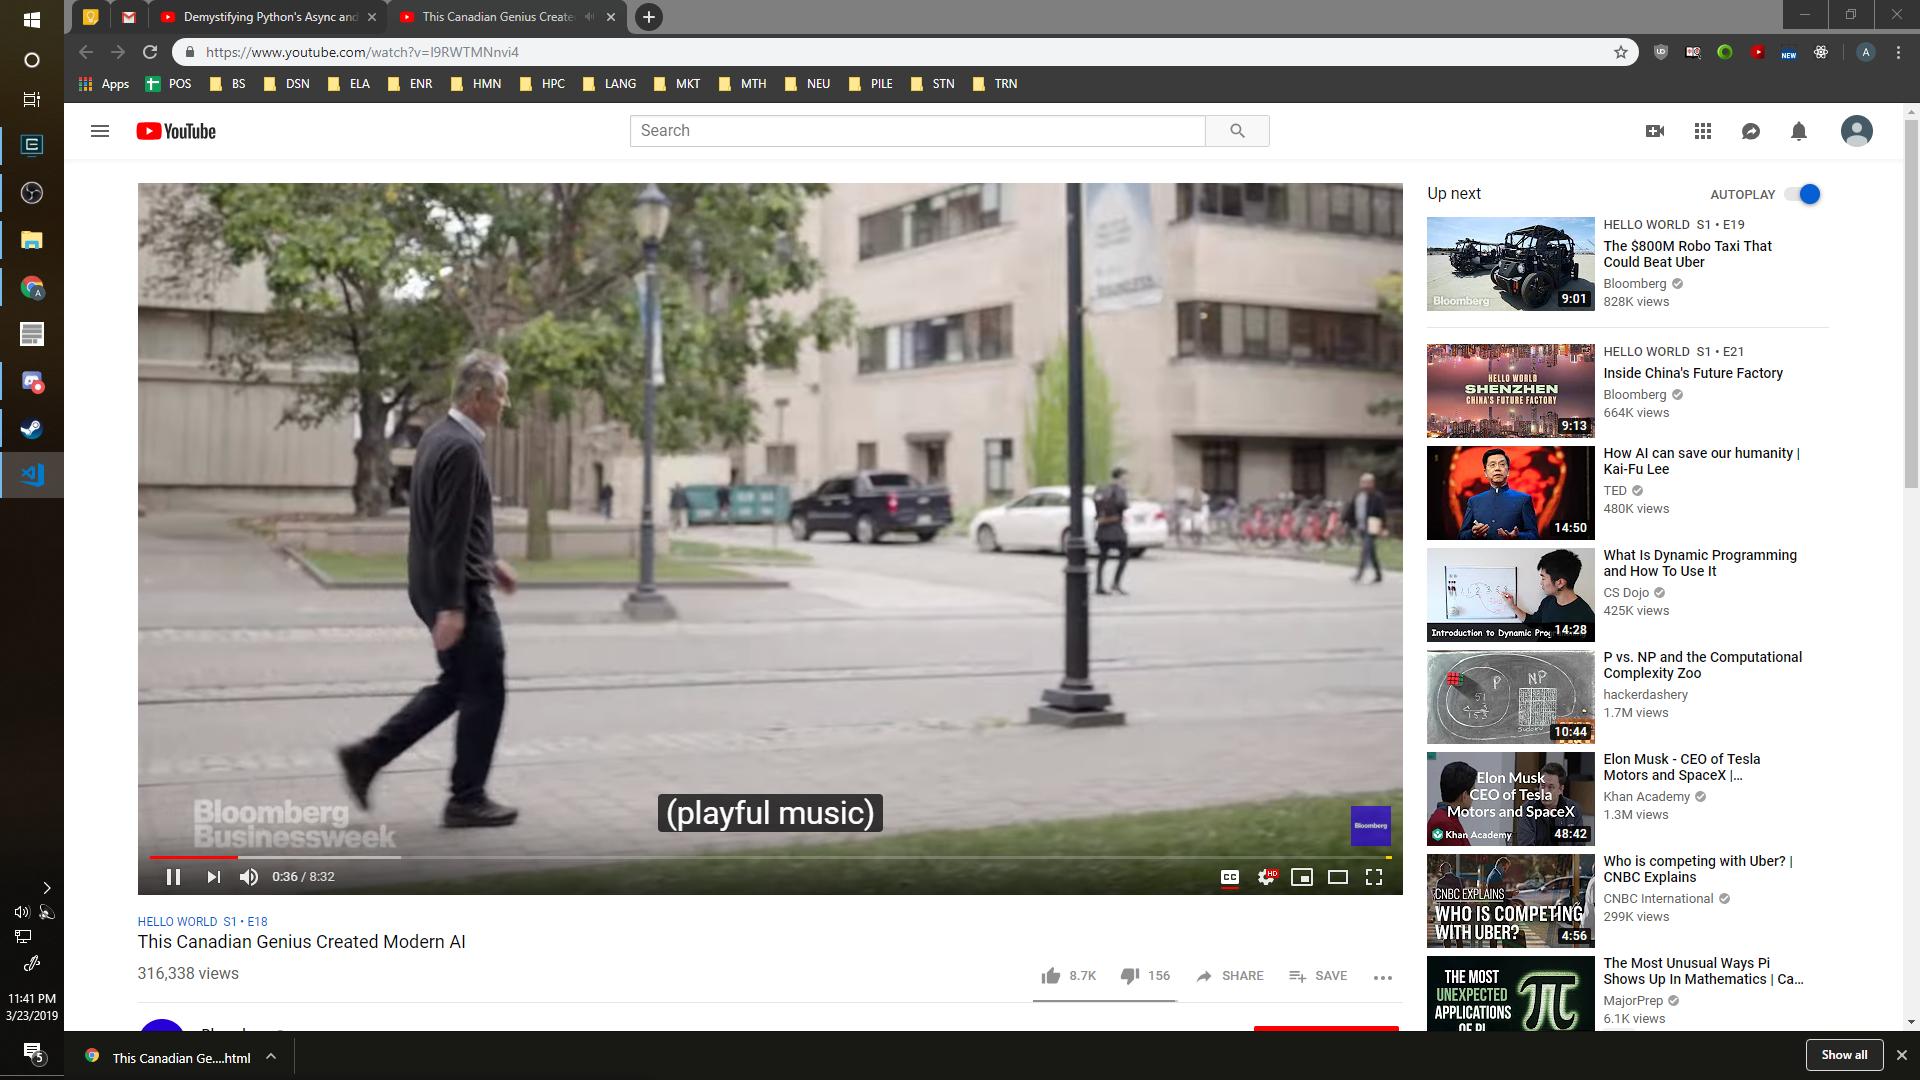 Demystifying Python's Async and
This Canadian Genius Create
https://www.youtube.com/watch?v=I9RWTMNnvi4
A
NEW
Apps
POS
BS
DSN
ELA
ENR
HMN
HPC
LANG
MKT
MTH
NEU
PILE
STN
TRN
YouTube
Search
Bloomberg
Businessweek
(playful music)
Bloomberg
0:36 / 8:32
CC
HD
HELLO WORLD S1 • E18
This Canadian Genius Created Modern AI
316,338 views
8.7K
156
SHARE
SAVE
Up next
AUTOPLAY
Bloomberg
9:01
HELLO WORLD S1 • E19
The $800M Robo Taxi That
Could Beat Uber
Bloomberg
828K views
HELLO WORLD
SHENZHEN
CHINA'S FUTURE FACTORY
9:13
HELLO WORLD S1 • E21
Inside China's Future Factory
Bloomberg
664K views
14:50
How AI can save our humanity |
Kai-Fu Lee
TED
480K views
Introduction to Dynamic Prog
14:28
What Is Dynamic Programming
and How To Use It
CS Dojo
425K views
P
NP
10:44
P vs. NP and the Computational
Complexity Zoo
hackerdashery
1.7M views
Elon Musk
CEO of Tesla
Motors and SpaceX
Khan Academy
48:42
Elon Musk - CEO of Tesla
Motors and SpaceX |...
Khan Academy
1.3M views
CNBC EXPLAINS
WHO IS COMPETING
WITH UBER?
4:56
Who is competing with Uber? |
CNBC Explains
CNBC International
299K views
THE MOST
UNEXPECTED
APPLICATIONS
OF PI
π
The Most Unusual Ways Pi
Shows Up In Mathematics | Ca...
MajorPrep
6.1K views
11:41 PM
3/23/2019
5
This Canadian Ge....html
Show all